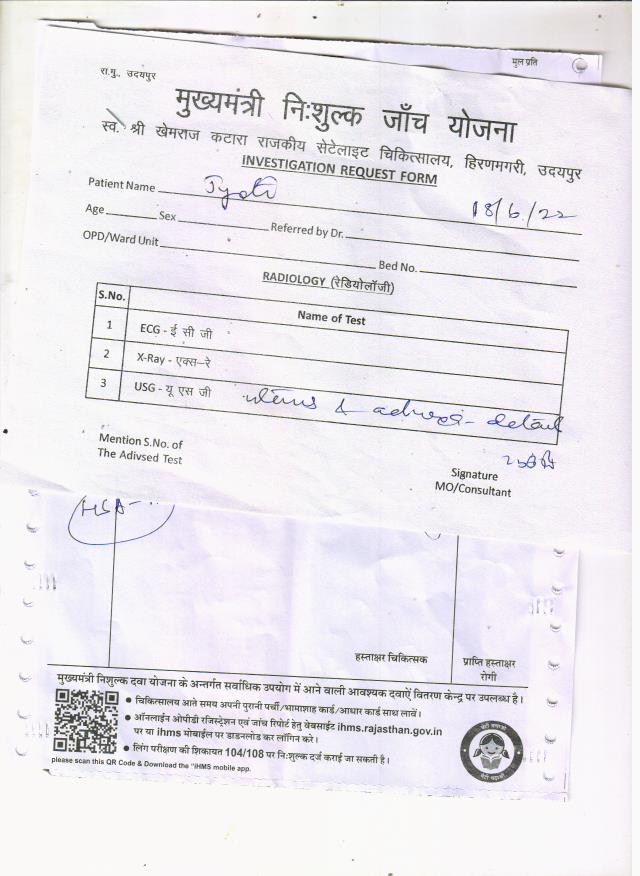 मूल प्रति
रा.मु., उदयपुर
मुख्यमंत्री निःशुल्क जाँच योजना
स्व. श्री खेमराज कटारा राजकीय सेटेलाइट चिकित्सालय, हिरणमगरी, उदयपुर
INVESTIGATION REQUEST FORM
Patient Name Jyoti 18/6/22
Age Sex Referred by Dr.
OPD/Ward Unit Bed No.
RADIOLOGY (रेडियोलॉजी)
S.No. Name of Test
1 ECG - ई सी जी
2 X-Ray - एक्स-रे
3 USG - यू एस जी uterus & adnexa - detail
Mention S.No. of
The Adivsed Test
Signature
MO/Consultant
हस्ताक्षर चिकित्सक
प्राप्ति हस्ताक्षर
रोगी
मुख्यमंत्री निःशुल्क दवा योजना के अन्तर्गत सर्वाधिक उपयोग में आने वाली आवश्यक दवाऐं वितरण केन्द्र पर उपलब्ध है।
● चिकित्सालय आते समय अपनी पुरानी पर्ची/भामाशाह कार्ड/आधार कार्ड साथ लावें।
● ऑनलाईन ओपीडी रजिस्ट्रेशन एवं जांच रिपोर्ट हेतु वेबसाईट ihms.rajasthan.gov.in
पर या ihms मोबाईल पर डाउनलोड कर लॉगिन करे।
● लिंग परीक्षण की शिकायत 104/108 पर निःशुल्क दर्ज कराई जा सकती है।
please scan this QR Code & Download the "iHMS mobile app.
बेटी बचाओ
बेटी पढ़ाओ